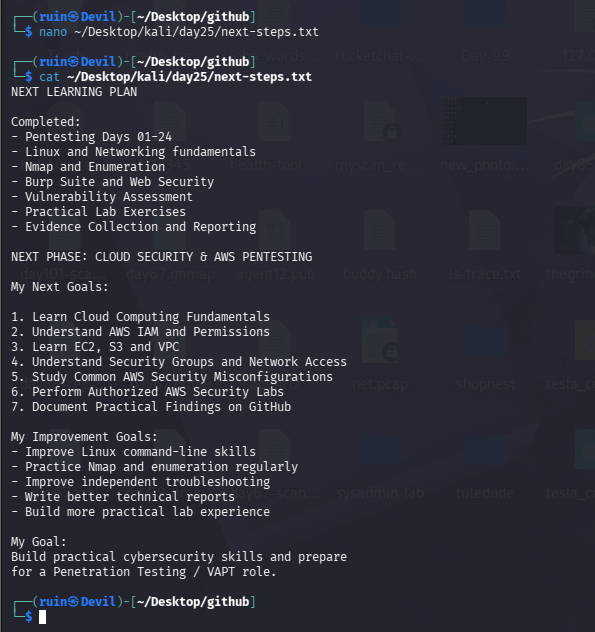 ┌──(ruin㉿Devil)-[~/Desktop/github]
└─$ nano ~/Desktop/kali/day25/next-steps.txt
┌──(ruin㉿Devil)-[~/Desktop/github]
└─$ cat ~/Desktop/kali/day25/next-steps.txt
NEXT LEARNING PLAN
Completed:
- Pentesting Days 01-24
- Linux and Networking fundamentals
- Nmap and Enumeration
- Burp Suite and Web Security
- Vulnerability Assessment
- Practical Lab Exercises
- Evidence Collection and Reporting
NEXT PHASE: CLOUD SECURITY & AWS PENTESTING
My Next Goals:
1. Learn Cloud Computing Fundamentals
2. Understand AWS IAM and Permissions
3. Learn EC2, S3 and VPC
4. Understand Security Groups and Network Access
5. Study Common AWS Security Misconfigurations
6. Perform Authorized AWS Security Labs
7. Document Practical Findings on GitHub
My Improvement Goals:
- Improve Linux command-line skills
- Practice Nmap and enumeration regularly
- Improve independent troubleshooting
- Write better technical reports
- Build more practical lab experience
My Goal:
Build practical cybersecurity skills and prepare
for a Penetration Testing / VAPT role.
┌──(ruin㉿Devil)-[~/Desktop/github]
└─$